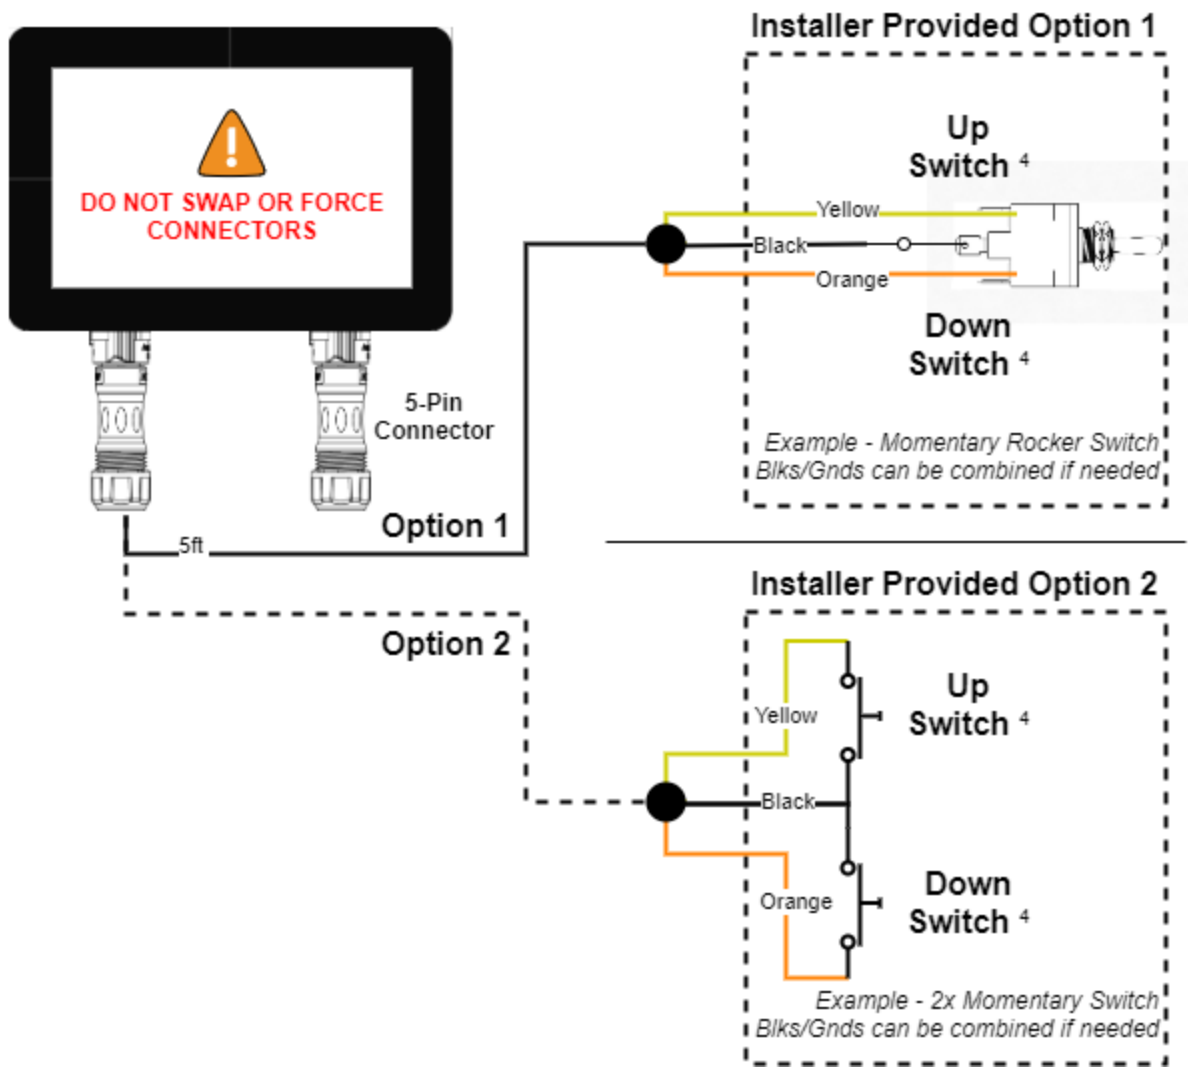 Installer Provided Option 1
DO NOT SWAP OR FORCE
CONNECTORS
Up
Switch 4
Yellow
Black
Orange
Down
Switch 4
5-Pin
Connector
Example - Momentary Rocker Switch
Blks/Gnds can be combined if needed
Option 1
5ft
Installer Provided Option 2
Option 2
Up
Switch 4
Yellow
Black
Orange
Down
Switch 4
Example - 2x Momentary Switch
Blks/Gnds can be combined if needed